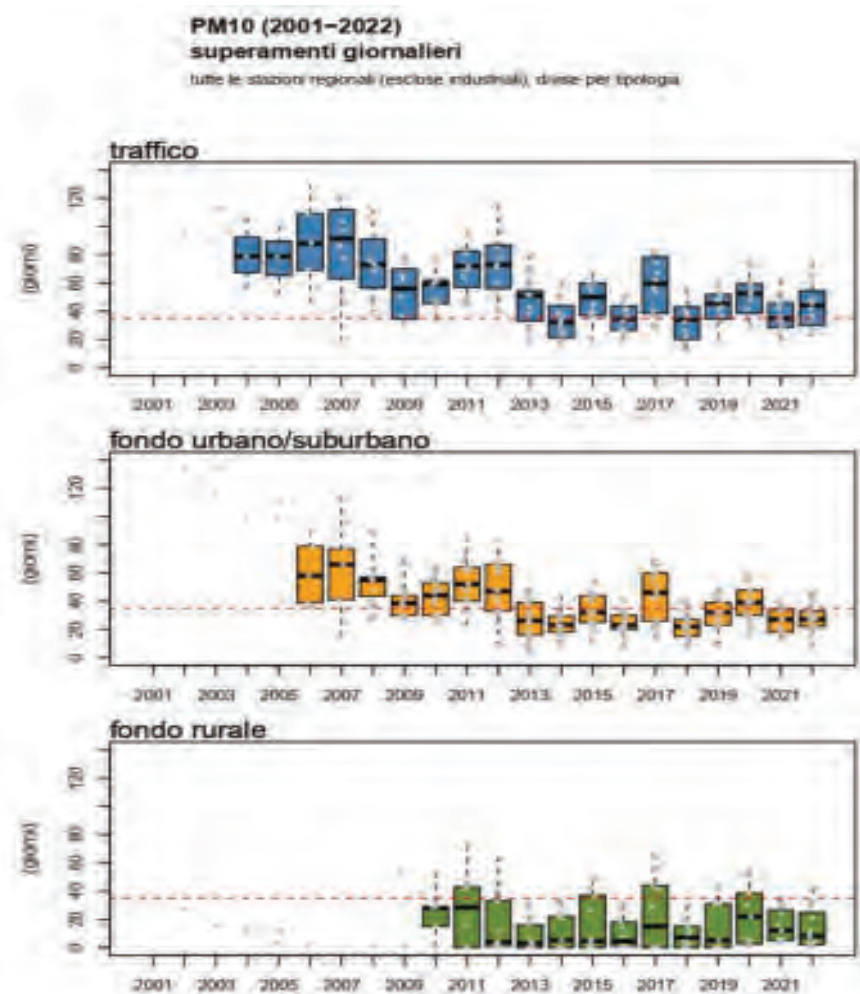 PM10 (2001−2022)
superamenti giornalieri
tutte le stazioni regionali (escluse industriali), divise per tipologia
traffico
(giorni)
0 20 40 60 80 120
2001 2003 2005 2007 2009 2011 2013 2015 2017 2019 2021
fondo urbano/suburbano
(giorni)
0 20 40 60 80 120
2001 2003 2005 2007 2009 2011 2013 2015 2017 2019 2021
fondo rurale
(giorni)
0 20 40 60 80 120
2001 2003 2005 2007 2009 2011 2013 2015 2017 2019 2021